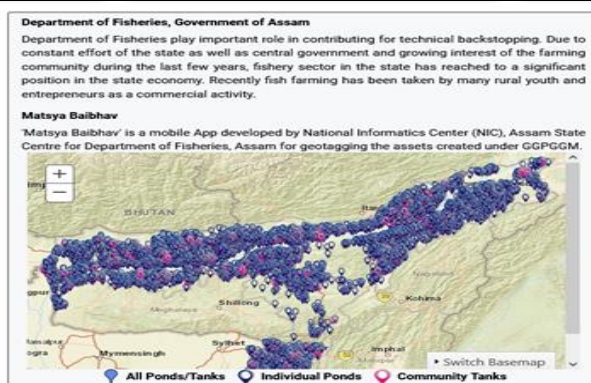 Department of Fisheries, Government of Assam
Department of Fisheries play important role in contributing for technical backstopping. Due to
constant effort of the state as well as central government and growing interest of the farming
community during the last few years, fishery sector in the state has reached to a significant
position in the state economy. Recently fish farming has been taken by many rural youth and
entrepreneurs as a commercial activity.
Matsya Baibhav
'Matsya Baibhav' is a mobile App developed by National Informatics Center (NIC), Assam State
Centre for Department of Fisheries, Assam for geotagging the assets created under GGPGGM.
+
−
BHUTAN
Itan
gpur
Meghalaya
Shillong
Nagaland
Kohima
Sylhet
Imphal
Mymensingh
ogra
▸ Switch Basemap
All Ponds/Tanks Individual Ponds Community Tanks